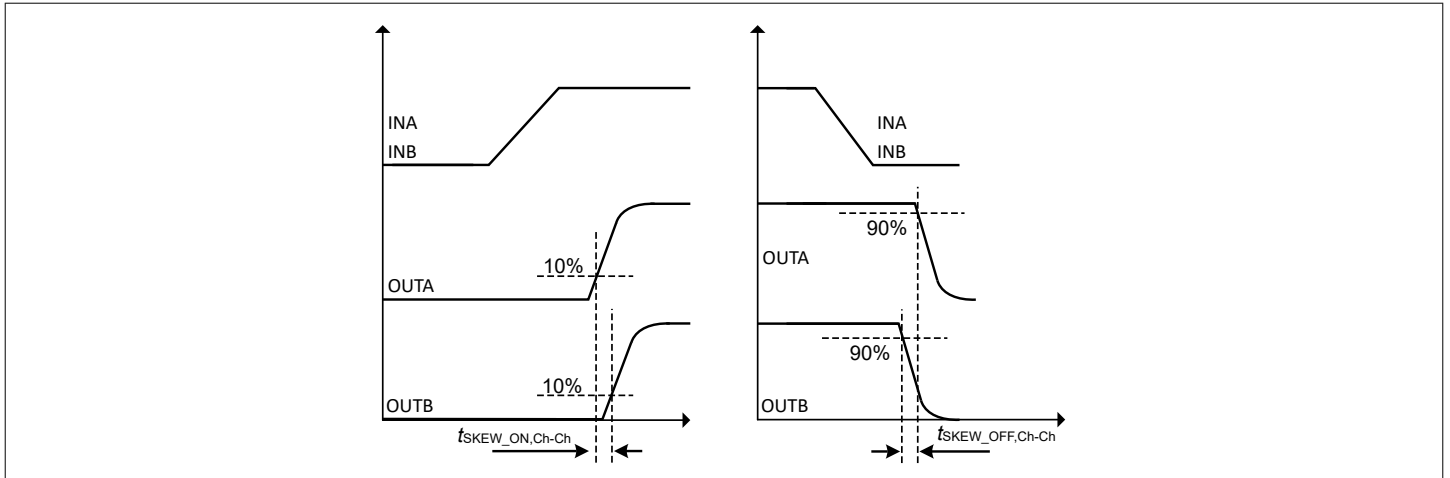 INA
INB
10%
OUTA
10%
OUTB
tSKEW_ON,Ch-Ch
INA
INB
90%
OUTA
90%
OUTB
tSKEW_OFF,Ch-Ch